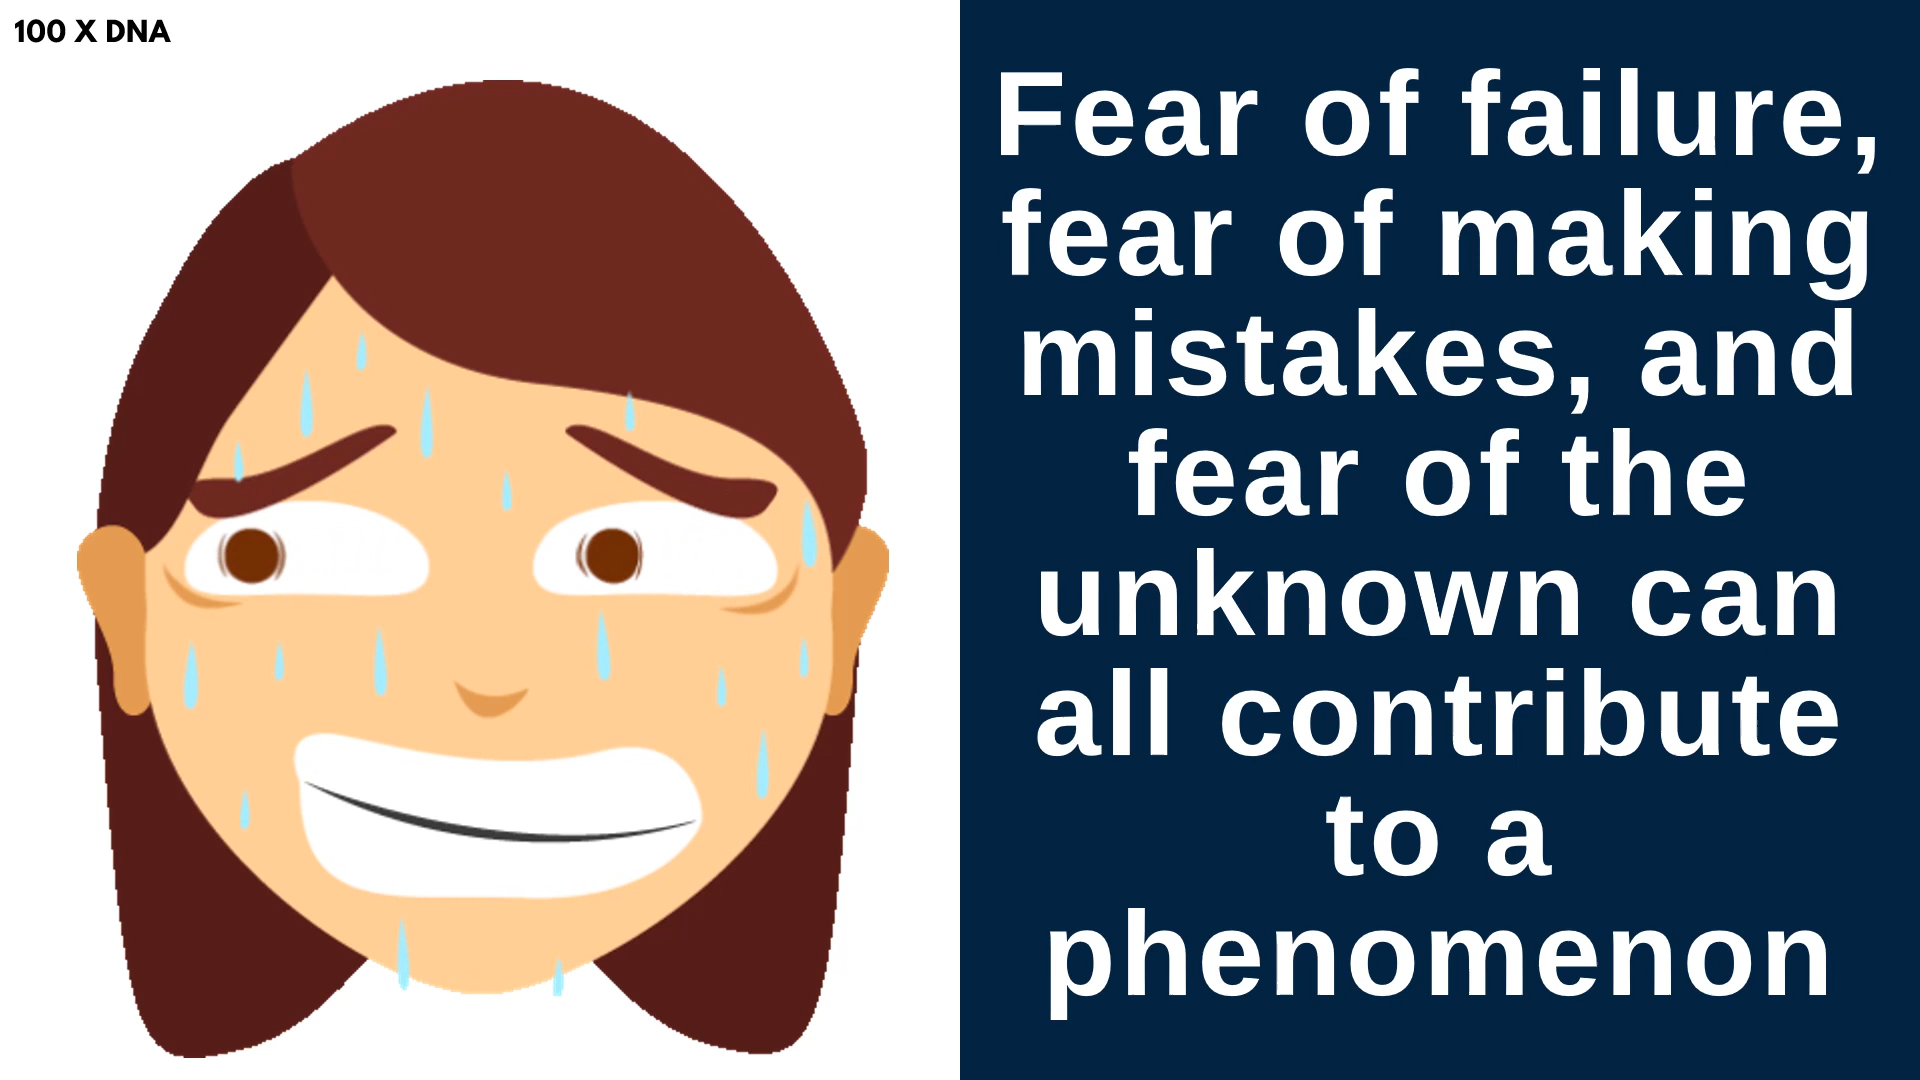 100 X DNA
Fear of failure,
fear of making
mistakes, and
fear of the
unknown can
all contribute
to a
phenomenon